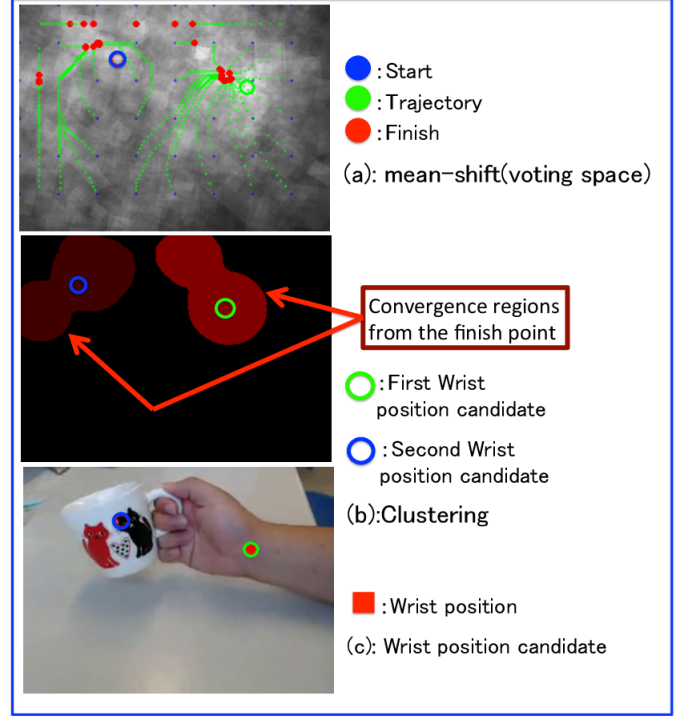 :Start
:Trajectory
:Finish
(a): mean-shift(voting space)
Convergence regions
from the finish point
:First Wrist
position candidate
:Second Wrist
position candidate
(b):Clustering
:Wrist position
(c): Wrist position candidate